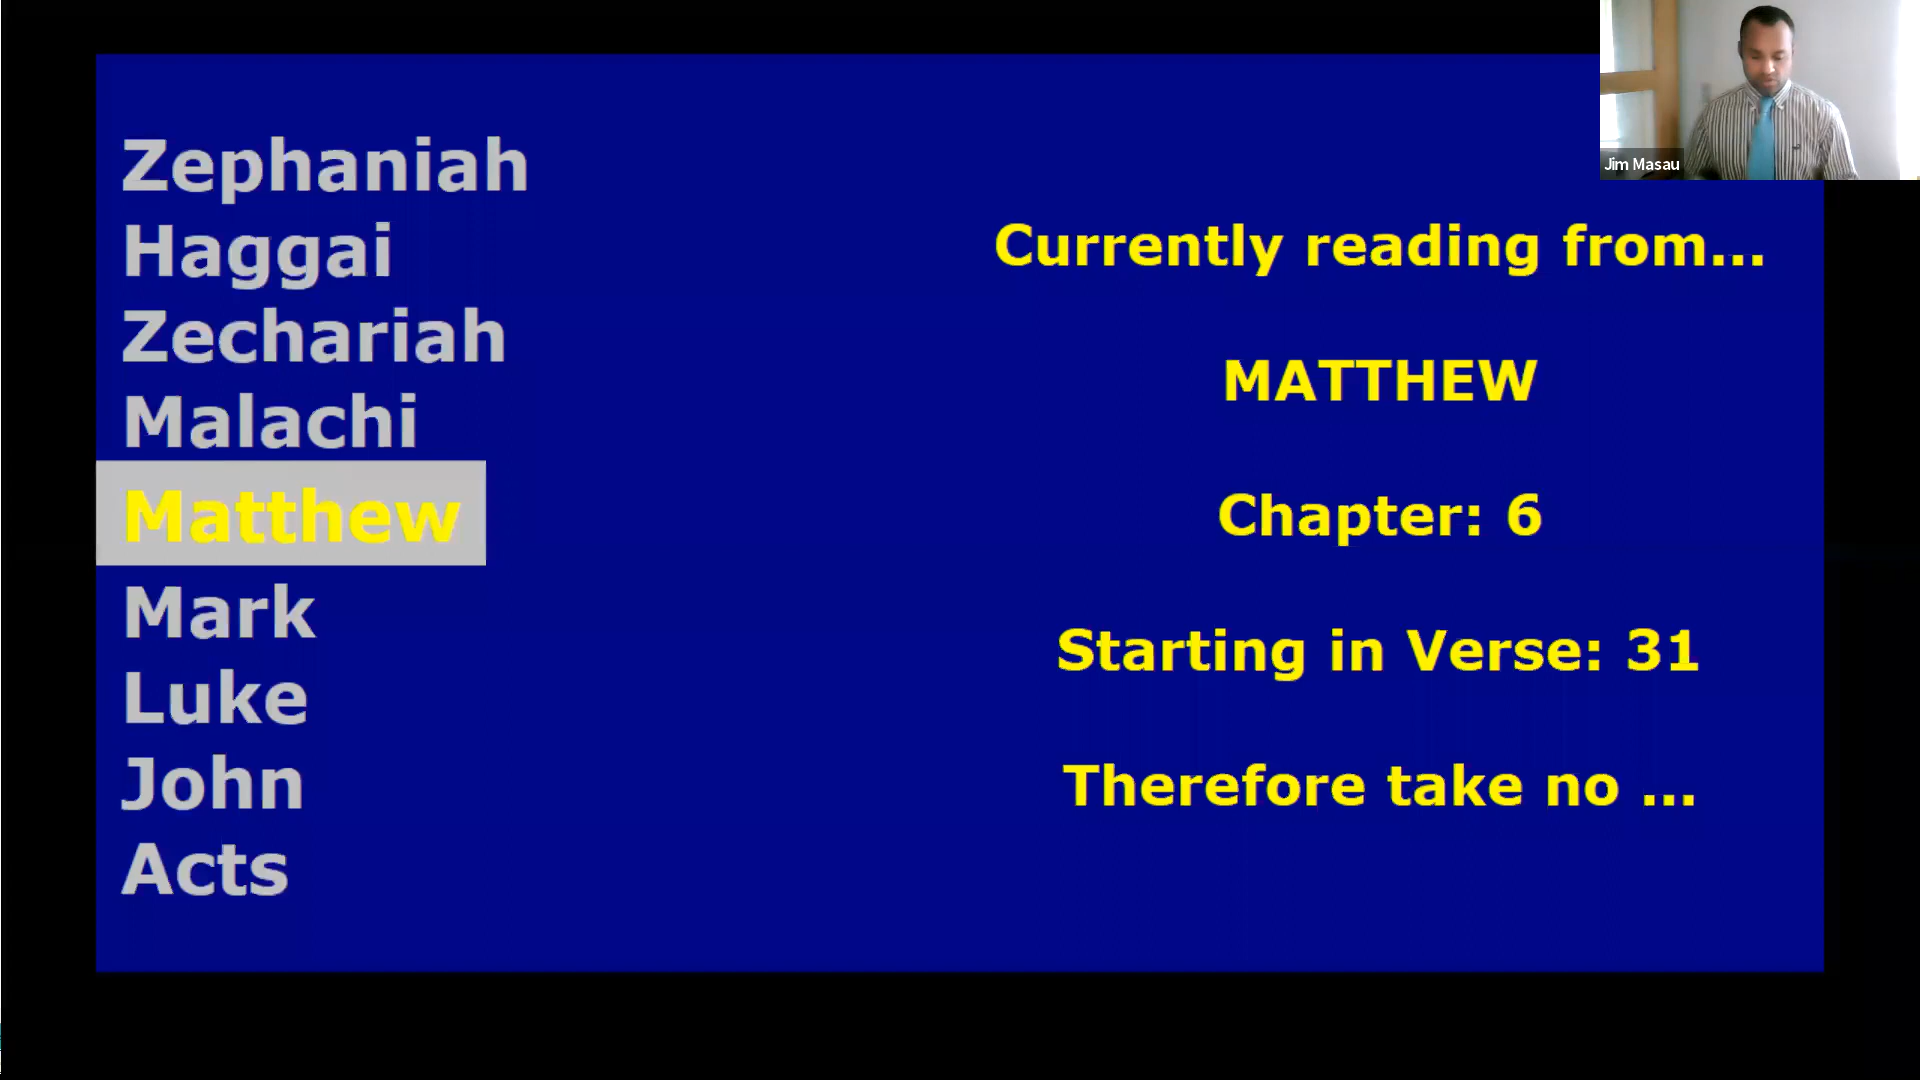 Zephaniah
Haggai
Zechariah
Malachi
Matthew
Mark
Luke
John
Acts
Currently reading from...
MATTHEW
Chapter: 6
Starting in Verse: 31
Therefore take no ...
Jim Masau